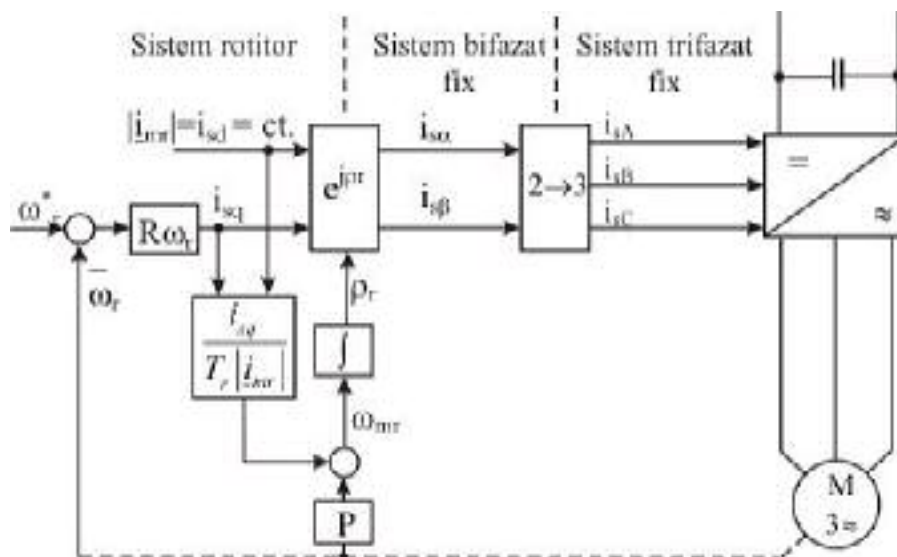 Sistem rotitor
Sistem bifazat
fix
Sistem trifazat
fix
|i_mr|=i_sd= ct.
i_sα
i_sA
=
e^jρr
2→3
i_sB
ω*_r
i_sq
i_sβ
i_sC
≈
Rω_r
−
ω_r
ρ_r
i_sq
T_r |i_mr|
∫
ω_mr
P
M
3≈